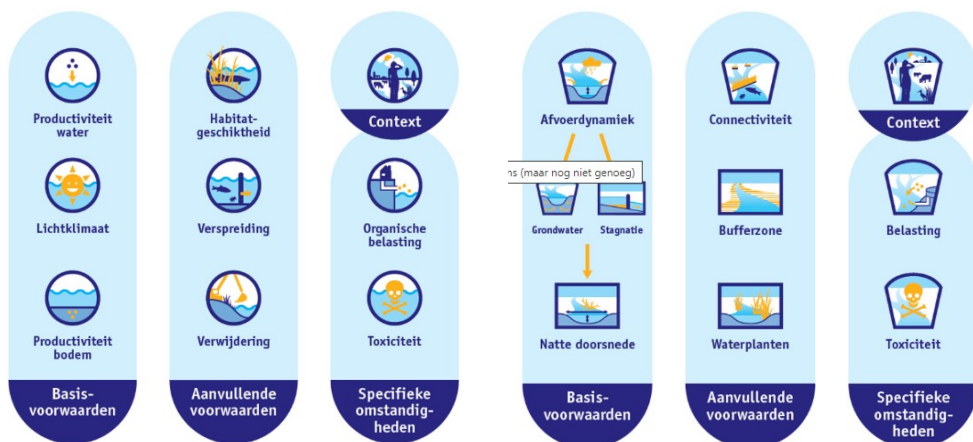 Productiviteit
water
Lichtklimaat
Productiviteit
bodem
Basis-
voorwaarden
Habitat-
geschiktheid
Verspreiding
Verwijdering
Aanvullende
voorwaarden
Context
Organische
belasting
Toxiciteit
Specifieke
omstandig-
heden
Afvoerdynamiek
(maar nog niet genoeg)
Grondwater
Stagnatie
Natte doorsnede
Basis-
voorwaarden
Connectiviteit
Bufferzone
Waterplanten
Aanvullende
voorwaarden
Context
Belasting
Toxiciteit
Specifieke
omstandig-
heden